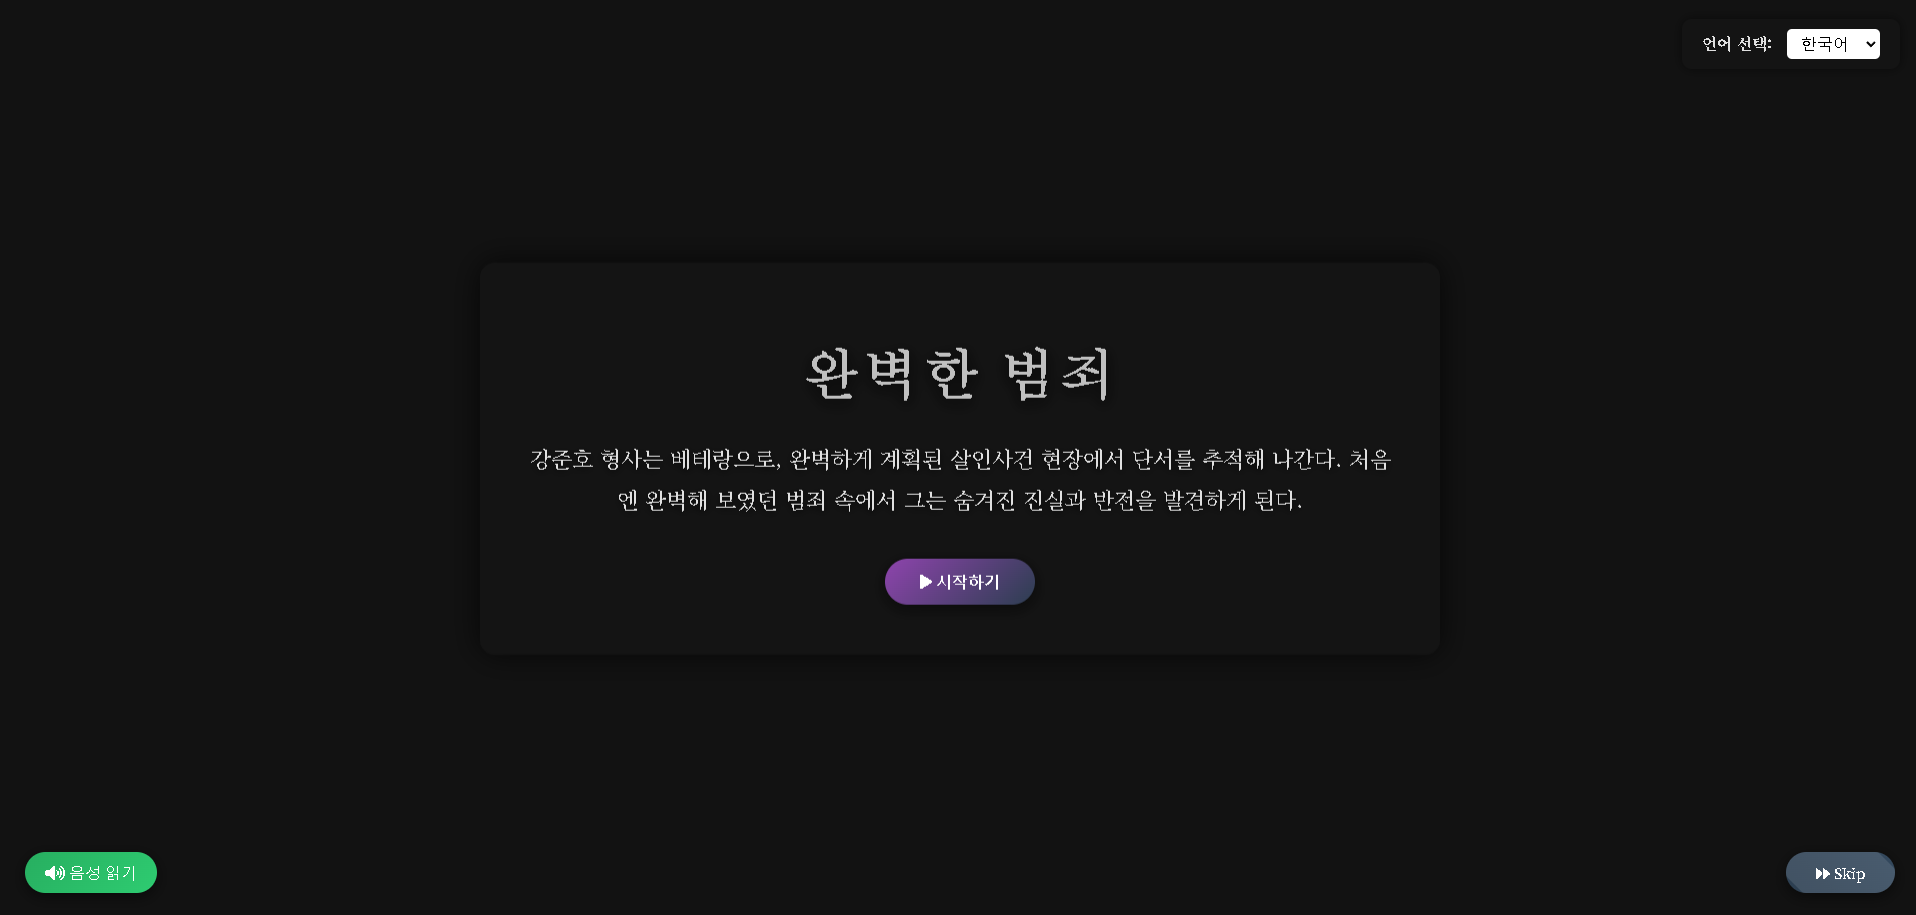 언어 선택:
한국어
완벽한 범죄
강준호 형사는 베테랑으로, 완벽하게 계획된 살인사건 현장에서 단서를 추적해 나간다. 처음
엔 완벽해 보였던 범죄 속에서 그는 숨겨진 진실과 반전을 발견하게 된다.
시작하기
음성 읽기
Skip